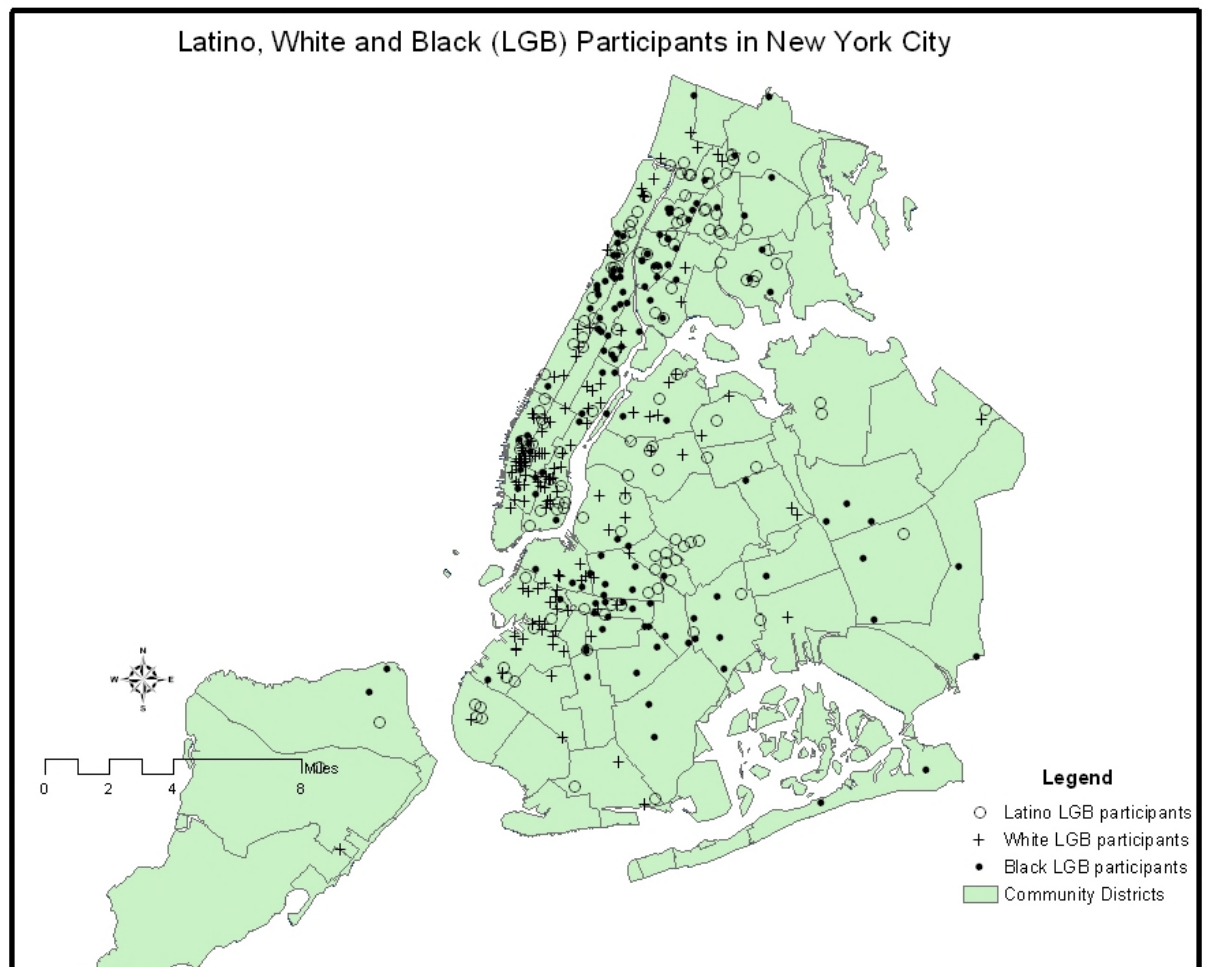 Latino, White and Black (LGB) Participants in New York City
N
W E
S
Miles
0 2 4 8
Legend
Latino LGB participants
White LGB participants
Black LGB participants
Community Districts